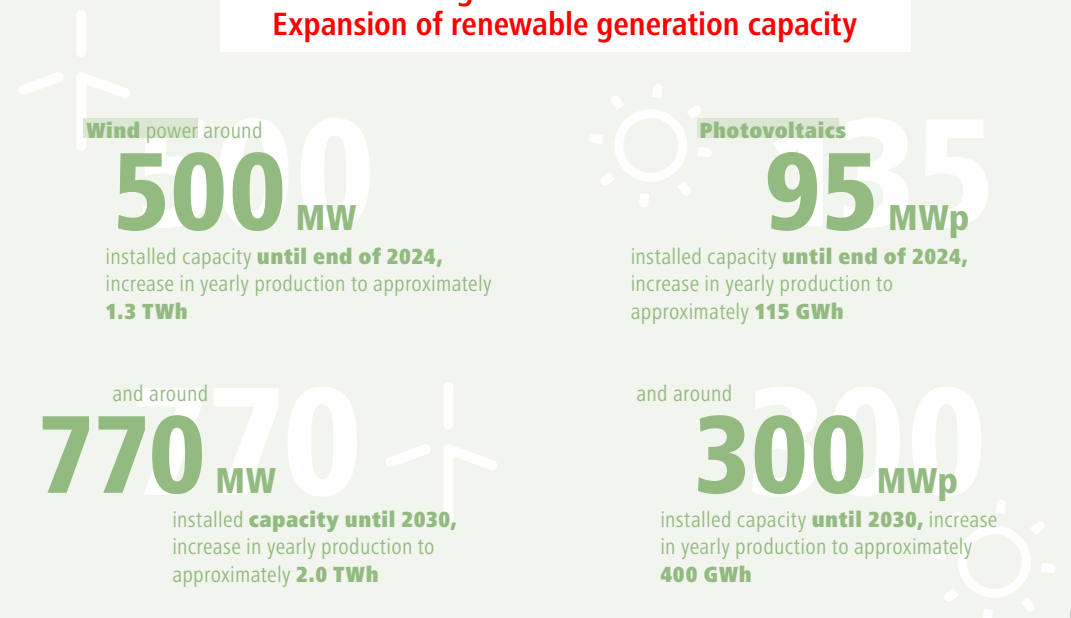 Expansion of renewable generation capacity
Wind power around
500 MW
installed capacity until end of 2024,
increase in yearly production to approximately
1.3 TWh
Photovoltaics
95 MWp
135
installed capacity until end of 2024,
increase in yearly production to
approximately 115 GWh
and around
770 MW
770
installed capacity until 2030,
increase in yearly production to
approximately 2.0 TWh
and around
300 MWp
300
installed capacity until 2030, increase
in yearly production to approximately
400 GWh